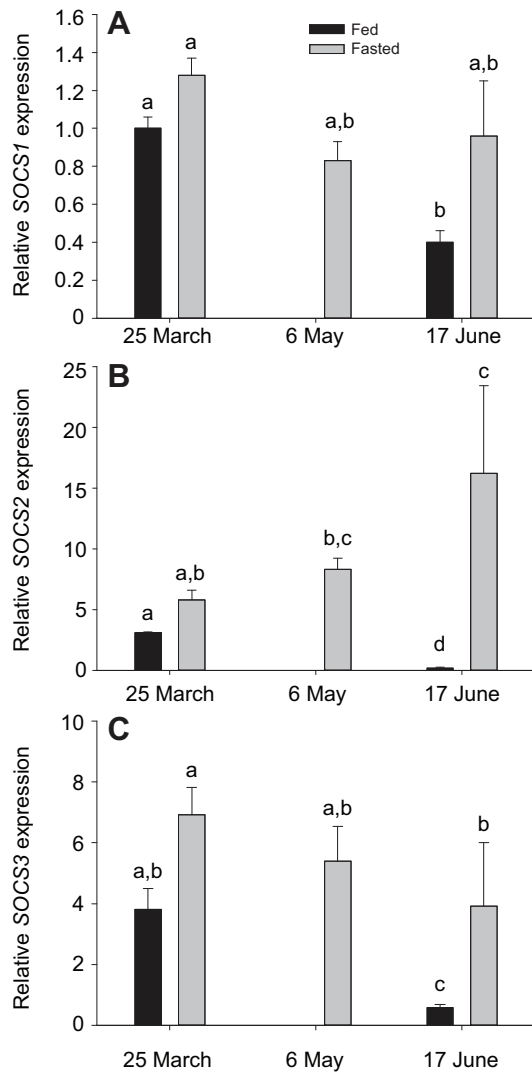 A
Fed
Fasted
Relative SOCS1 expression
1.6
1.4
1.2
1.0
0.8
0.6
0.4
0.2
0
a
a
a,b
b
a,b
25 March
6 May
17 June
B
Relative SOCS2 expression
25
20
15
10
5
0
a
a,b
b,c
d
c
25 March
6 May
17 June
C
Relative SOCS3 expression
10
8
6
4
2
0
a,b
a
a,b
c
b
25 March
6 May
17 June